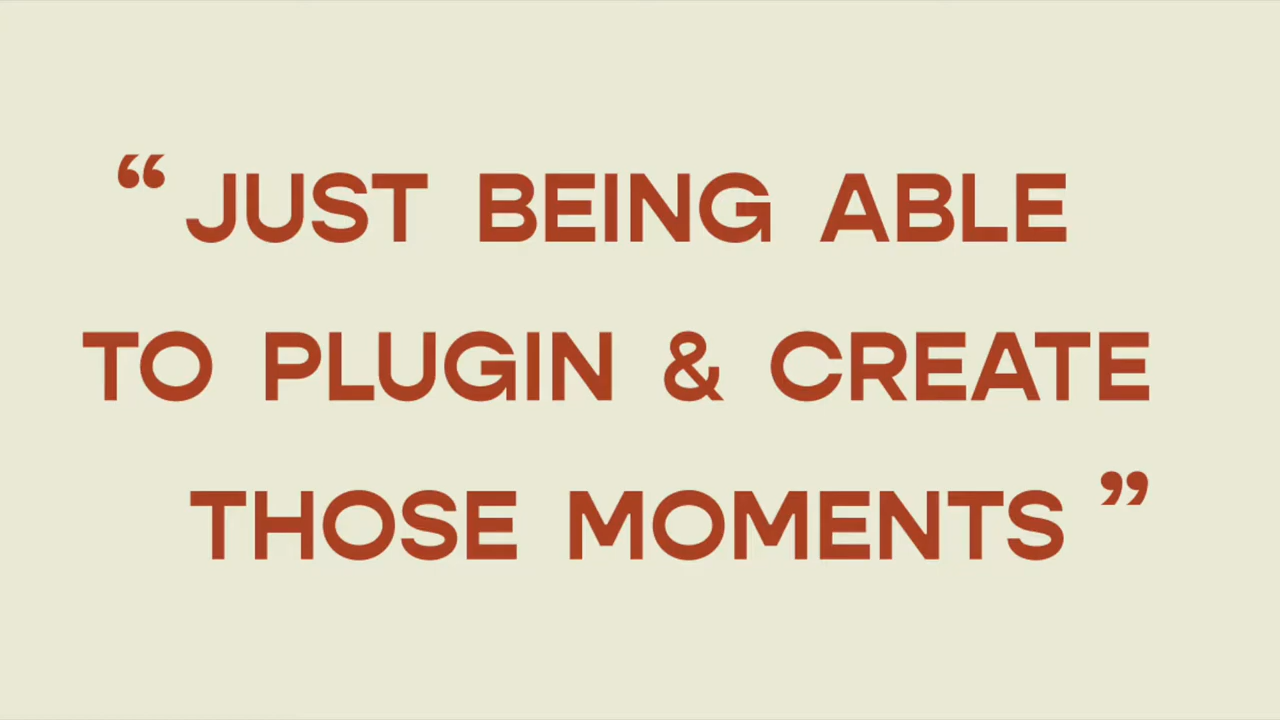 “ JUST BEING ABLE
TO PLUGIN & CREATE
THOSE MOMENTS ”